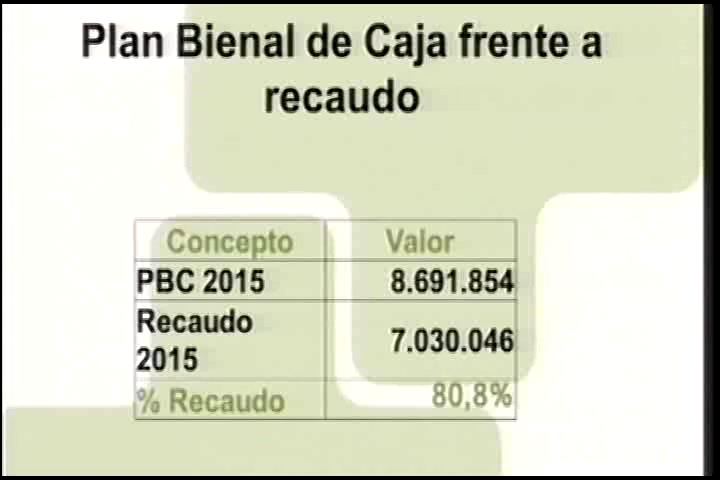 Plan Bienal de Caja frente a
recaudo
Concepto Valor
PBC 2015 8.691.854
Recaudo
2015 7.030.046
% Recaudo 80,8%